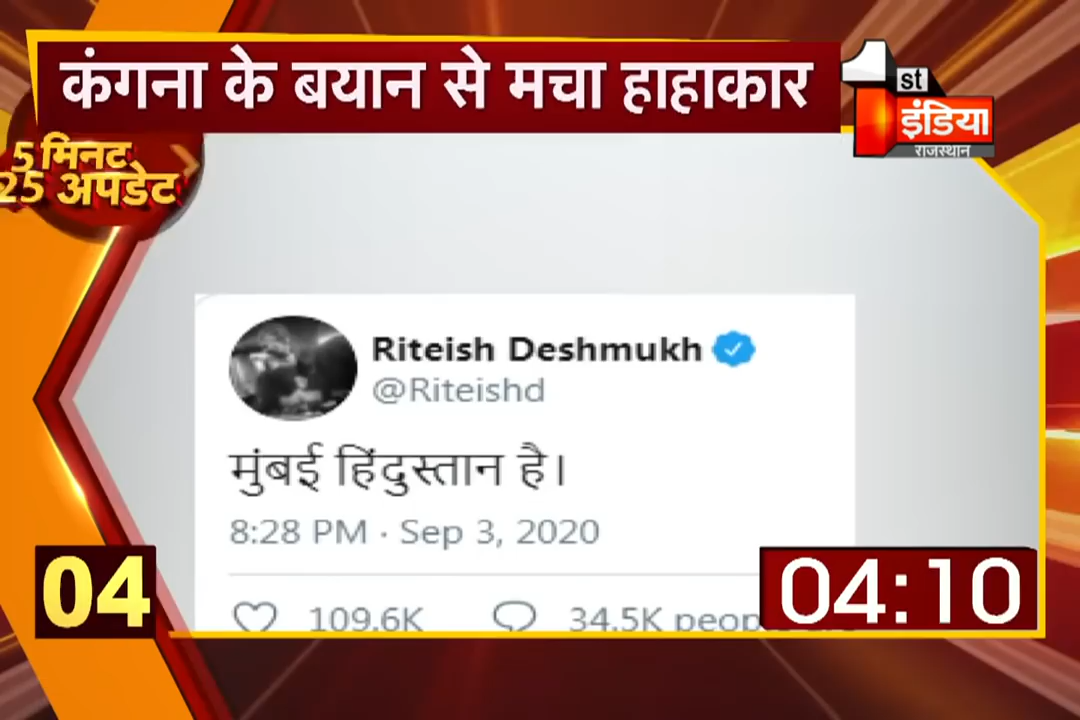 कंगना के बयान से मचा हाहाकार
1st
इंडिया
राजस्थान
5 मिनट
25 अपडेट
Riteish Deshmukh
@Riteishd
मुंबई हिंदुस्तान है।
8:28 PM · Sep 3, 2020
109.6K 34.5K
04
04:10